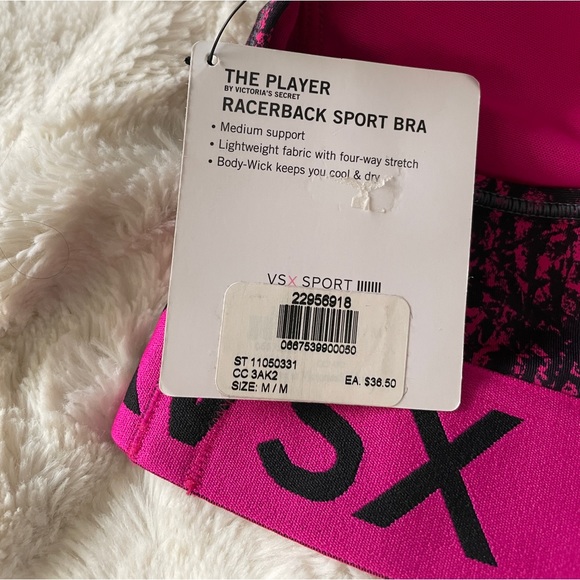 THE PLAYER
BY VICTORIA'S SECRET
RACERBACK SPORT BRA
• Medium support
• Lightweight fabric with four-way stretch
• Body-Wick keeps you cool & dry
VSX SPORT
22956918
0667539900050
ST 11050331
CC 3AK2
SIZE: M / M
EA. $36.50
VSX